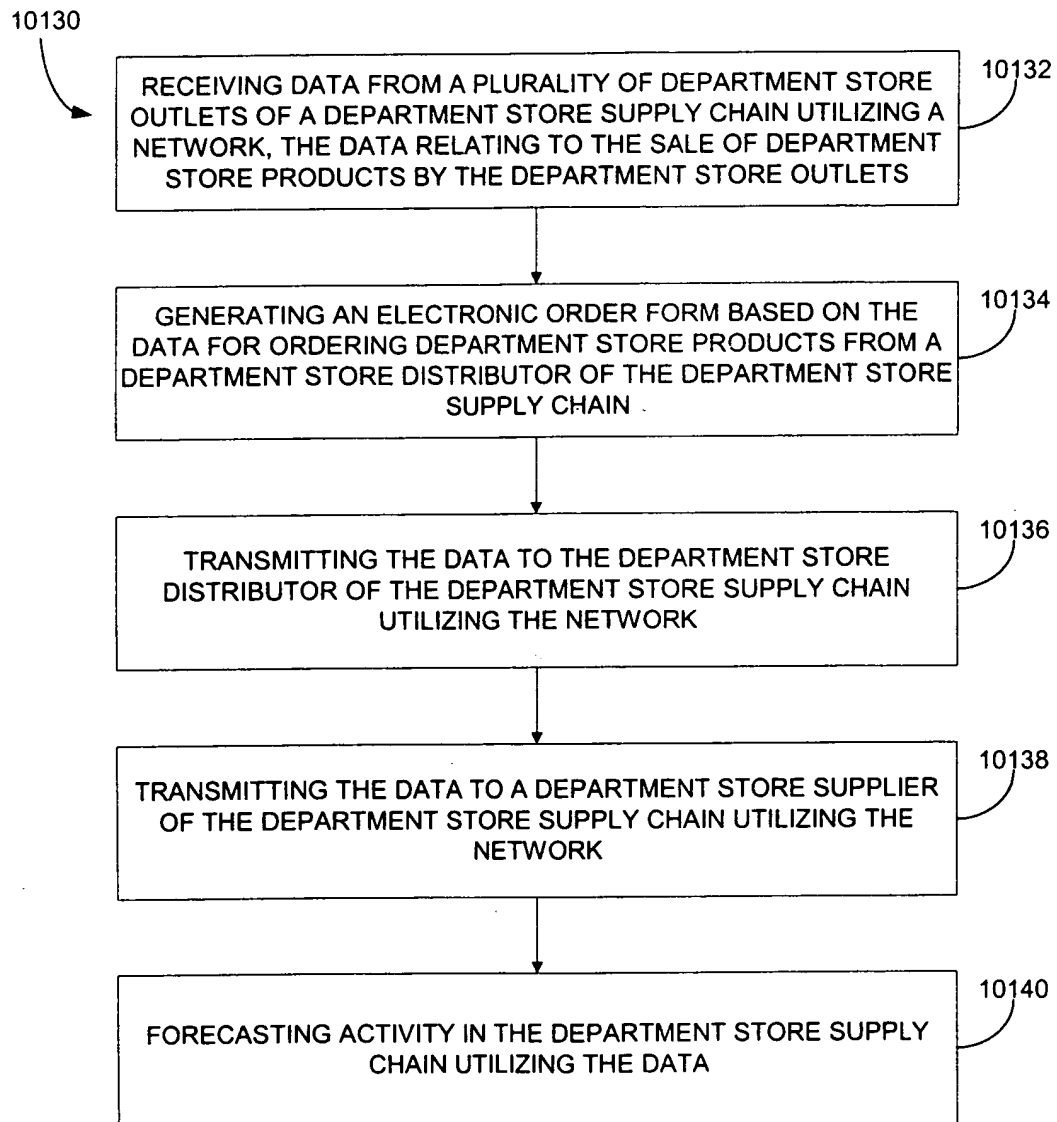 10130
RECEIVING DATA FROM A PLURALITY OF DEPARTMENT STORE
OUTLETS OF A DEPARTMENT STORE SUPPLY CHAIN UTILIZING A
NETWORK, THE DATA RELATING TO THE SALE OF DEPARTMENT
STORE PRODUCTS BY THE DEPARTMENT STORE OUTLETS
10132
GENERATING AN ELECTRONIC ORDER FORM BASED ON THE
DATA FOR ORDERING DEPARTMENT STORE PRODUCTS FROM A
DEPARTMENT STORE DISTRIBUTOR OF THE DEPARTMENT STORE
SUPPLY CHAIN
10134
TRANSMITTING THE DATA TO THE DEPARTMENT STORE
DISTRIBUTOR OF THE DEPARTMENT STORE SUPPLY CHAIN
UTILIZING THE NETWORK
10136
TRANSMITTING THE DATA TO A DEPARTMENT STORE SUPPLIER
OF THE DEPARTMENT STORE SUPPLY CHAIN UTILIZING THE
NETWORK
10138
FORECASTING ACTIVITY IN THE DEPARTMENT STORE SUPPLY
CHAIN UTILIZING THE DATA
10140